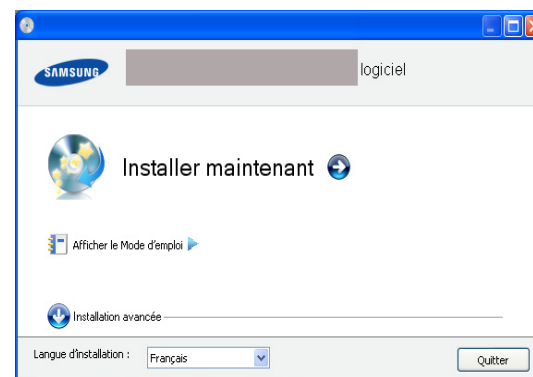 SAMSUNG logiciel
Installer maintenant
Afficher le Mode d'emploi
Installation avancée
Langue d'installation : Français Quitter